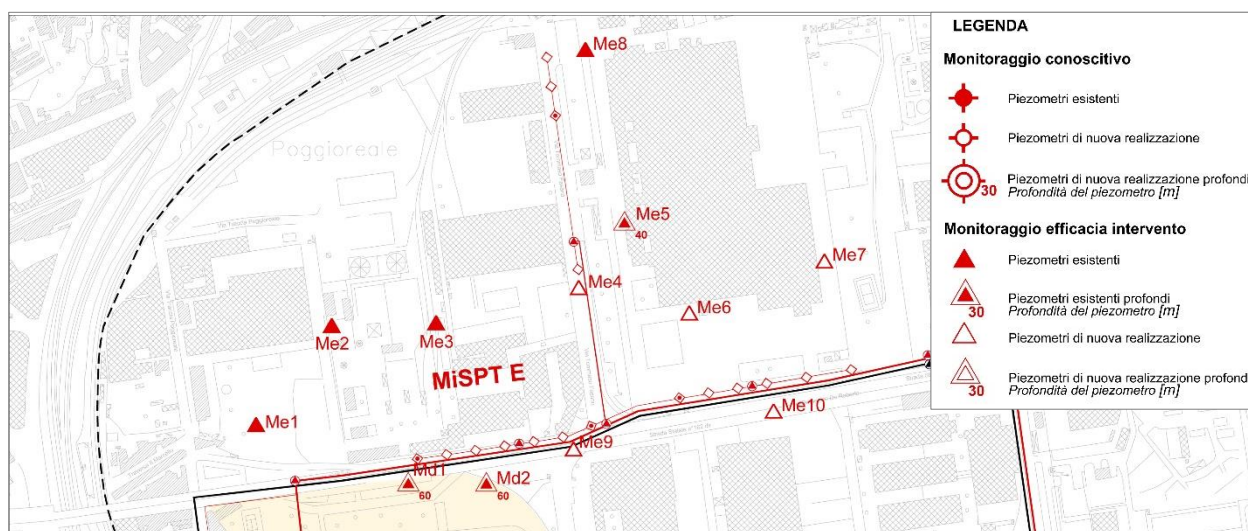 Poggioreale
Me8
Me5
40
Me7
Me4
Me6
Me2
Me3
MiSPT E
Me1
Me10
Me9
Md1
60
Md2
60
LEGENDA
Monitoraggio conoscitivo
Piezometri esistenti
Piezometri di nuova realizzazione
Piezometri di nuova realizzazione profondi
30
Profondità del piezometro [m]
Monitoraggio efficacia intervento
Piezometri esistenti
Piezometri esistenti profondi
30
Profondità del piezometro [m]
Piezometri di nuova realizzazione
Piezometri di nuova realizzazione profondi
30
Profondità del piezometro [m]